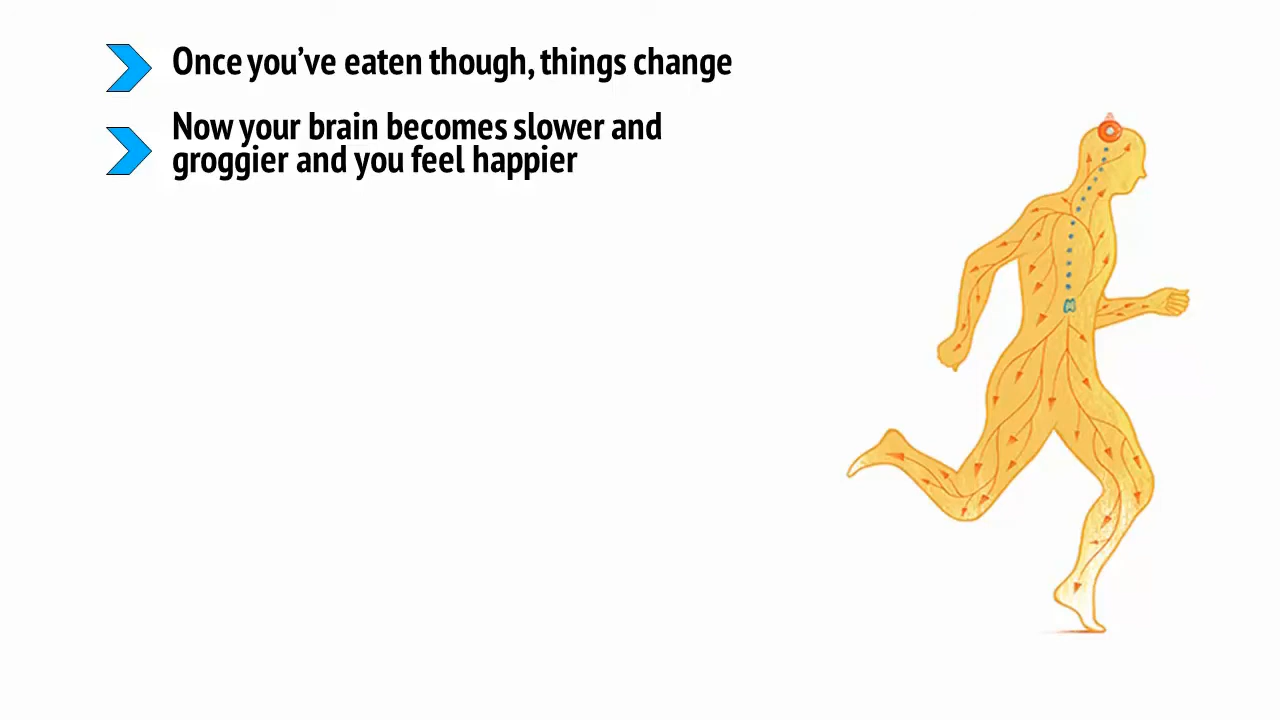 Once you’ve eaten though, things change
Now your brain becomes slower and
groggier and you feel happier